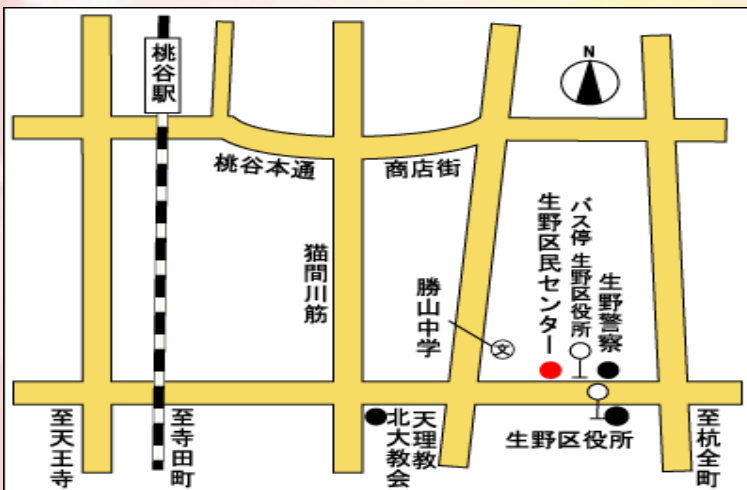 N
桃谷駅
桃谷本通
商店街
猫間川筋
勝山中学
文
生野区民センター
バス停 生野区役所
生野警察
至天王寺
至寺田町
天理教
北大教会
生野区役所
至杭全町